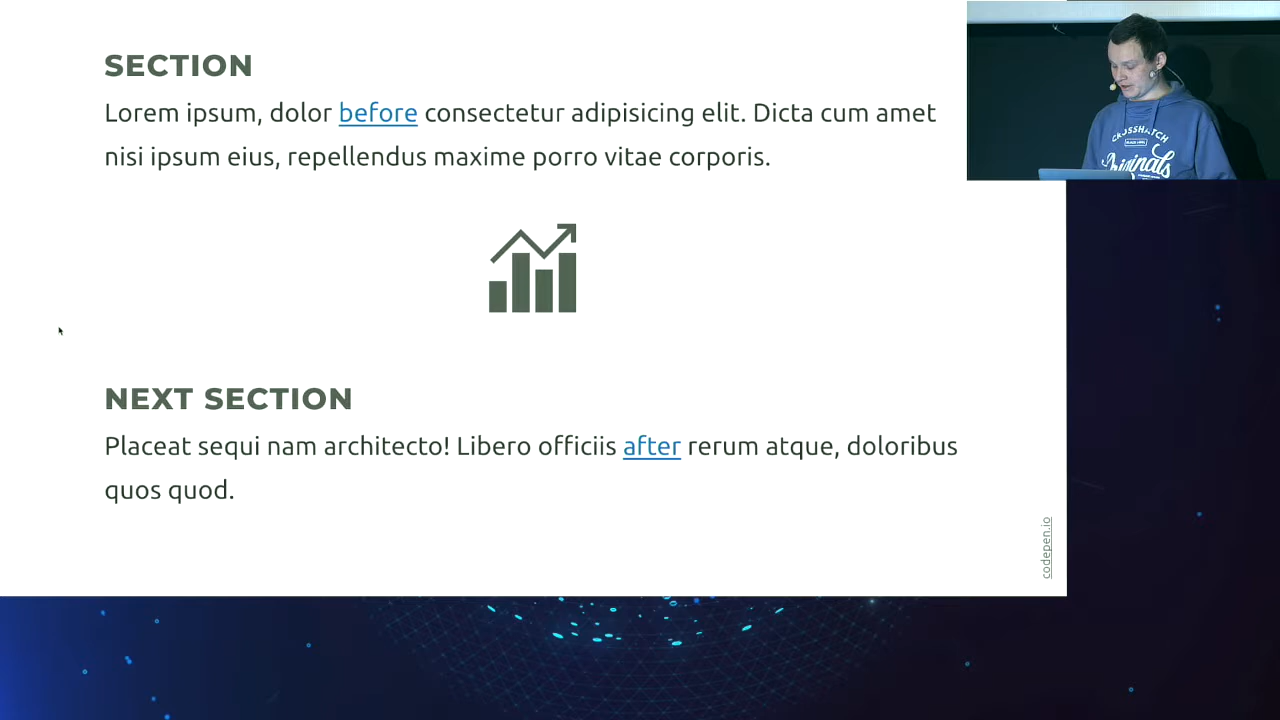 SECTION
Lorem ipsum, dolor before consectetur adipisicing elit. Dicta cum amet
nisi ipsum eius, repellendus maxime porro vitae corporis.
NEXT SECTION
Placeat sequi nam architecto! Libero officiis after rerum atque, doloribus
quos quod.
codepen.io
CROSSHATCH
Originals